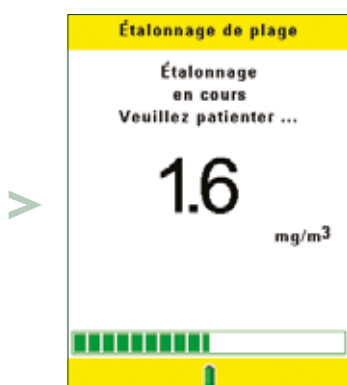 Étalonnage de plage
Étalonnage
en cours
Veuillez patienter ...
1.6
mg/m³